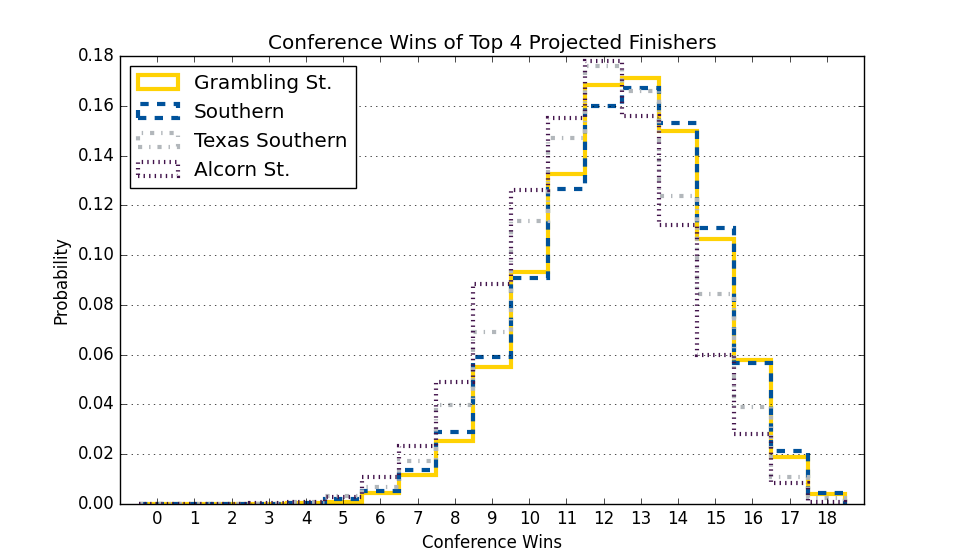 Conference Wins of Top 4 Projected Finishers
0.18
0.16
0.14
0.12
0.10
0.08
0.06
0.04
0.02
0.00
Probability
Grambling St.
Southern
Texas Southern
Alcorn St.
0 1 2 3 4 5 6 7 8 9 10 11 12 13 14 15 16 17 18
Conference Wins